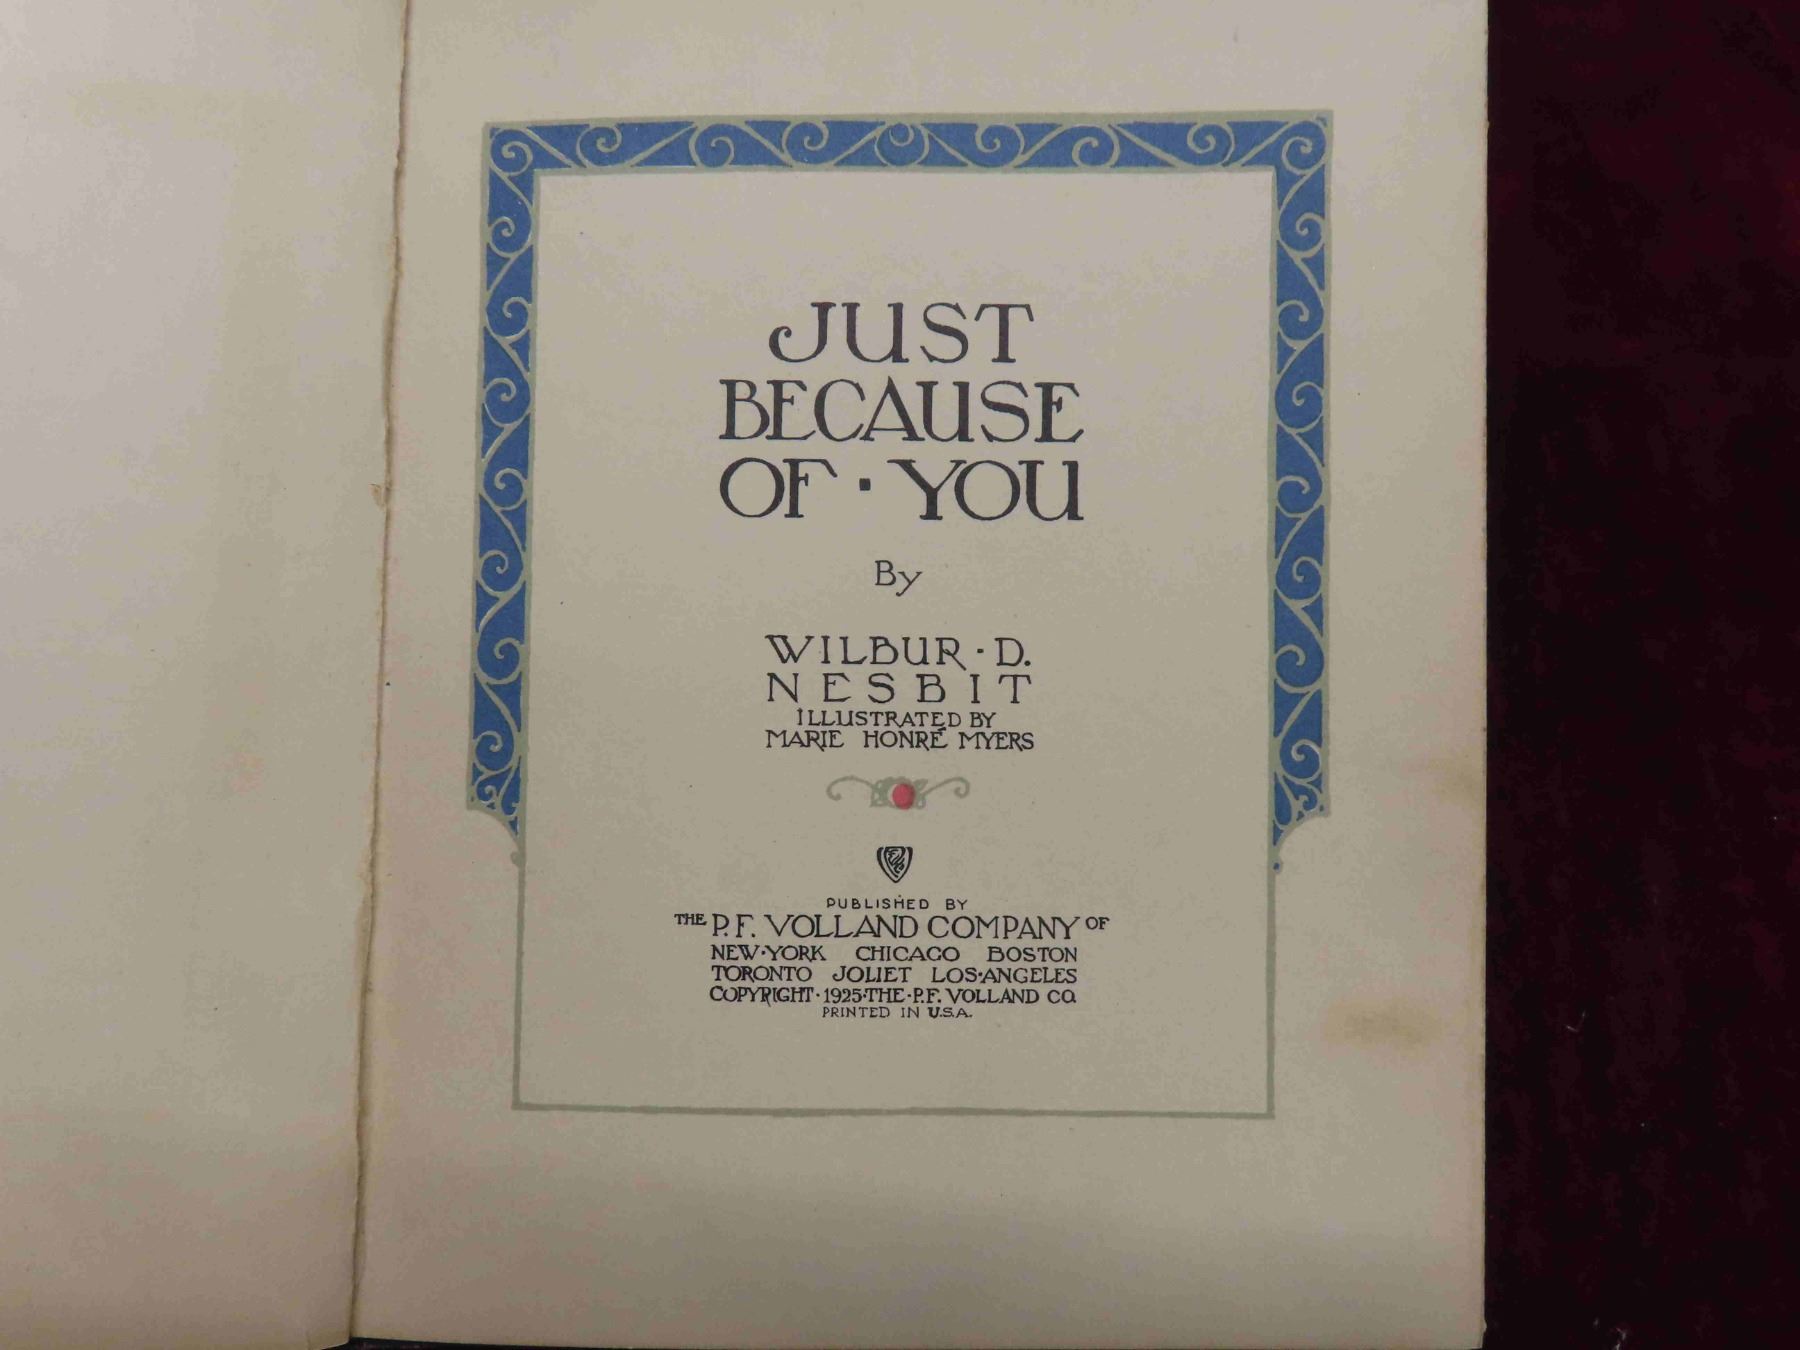 JUST
BECAUSE
OF · YOU
By
WILBUR · D.
NESBIT
ILLUSTRATED BY
MARIE HONRÉ MYERS
PUBLISHED BY
THE P. F. VOLLAND COMPANY OF
NEW·YORK CHICAGO BOSTON
TORONTO JOLIET LOS·ANGELES
COPYRIGHT · 1925·THE·P.F. VOLLAND CO.
PRINTED IN U.S.A.